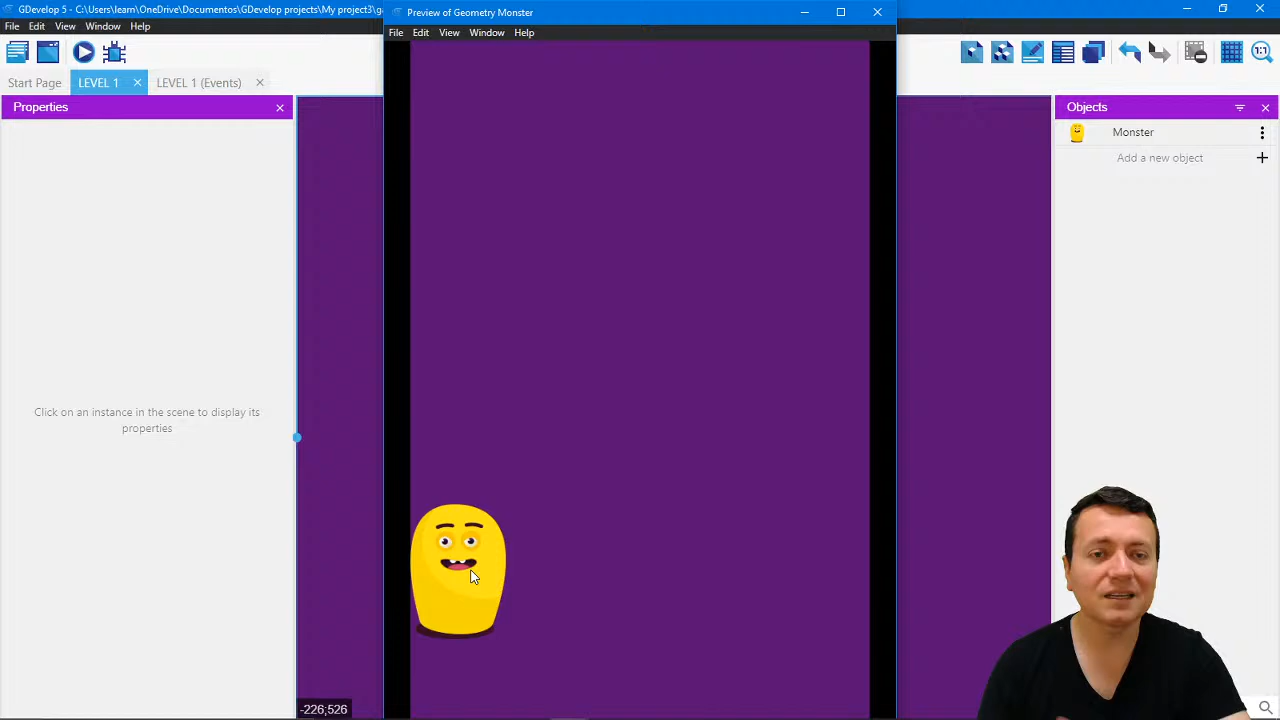 GDevelop 5 - C:\Users\learn\OneDrive\Documentos\GDevelop projects\My project3\g
File Edit View Window Help
Start Page
LEVEL 1
LEVEL 1 (Events)
Properties
Click on an instance in the scene to display its
properties
-226;526
Preview of Geometry Monster
File Edit View Window Help
1:1
Objects
Monster
Add a new object